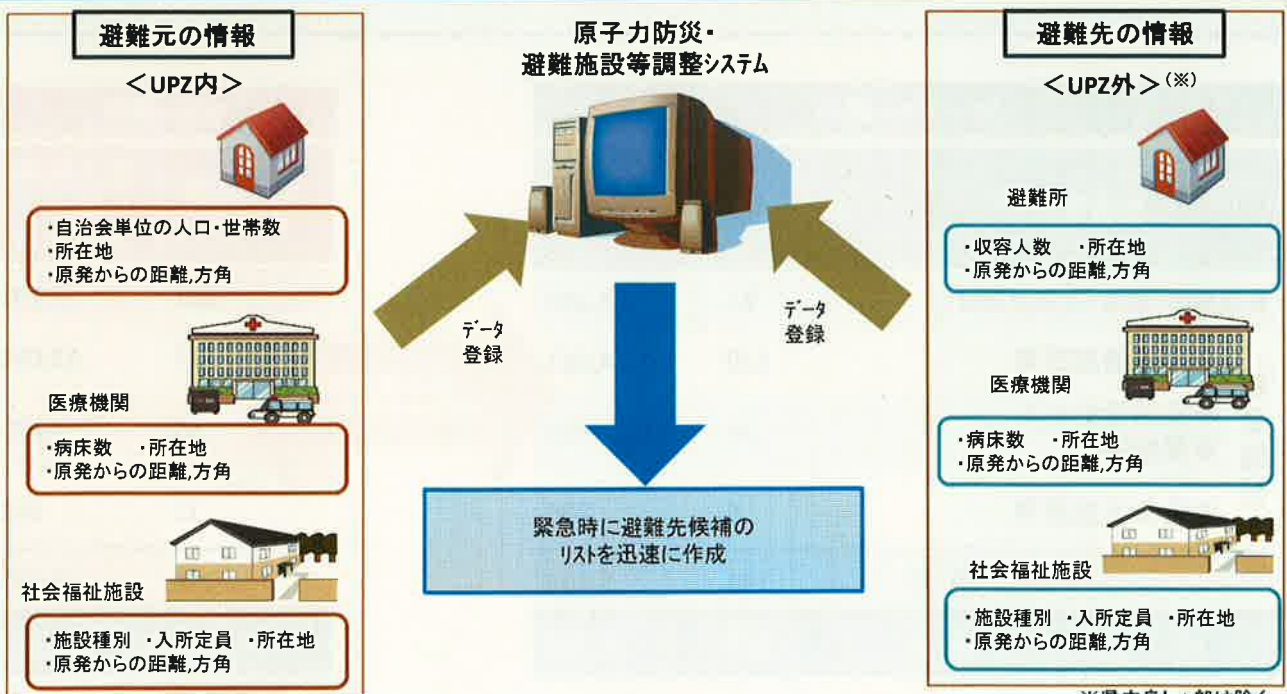 避難元の情報
＜UPZ内＞
・自治会単位の人口・世帯数
・所在地
・原発からの距離,方角
医療機関
・病床数　・所在地
・原発からの距離,方角
社会福祉施設
・施設種別　・入所定員　・所在地
・原発からの距離,方角
原子力防災・
避難施設等調整システム
データ
登録
データ
登録
緊急時に避難先候補の
リストを迅速に作成
避難先の情報
＜UPZ外＞(※)
避難所
・収容人数　・所在地
・原発からの距離,方角
医療機関
・病床数　・所在地
・原発からの距離,方角
社会福祉施設
・施設種別　・入所定員　・所在地
・原発からの距離,方角